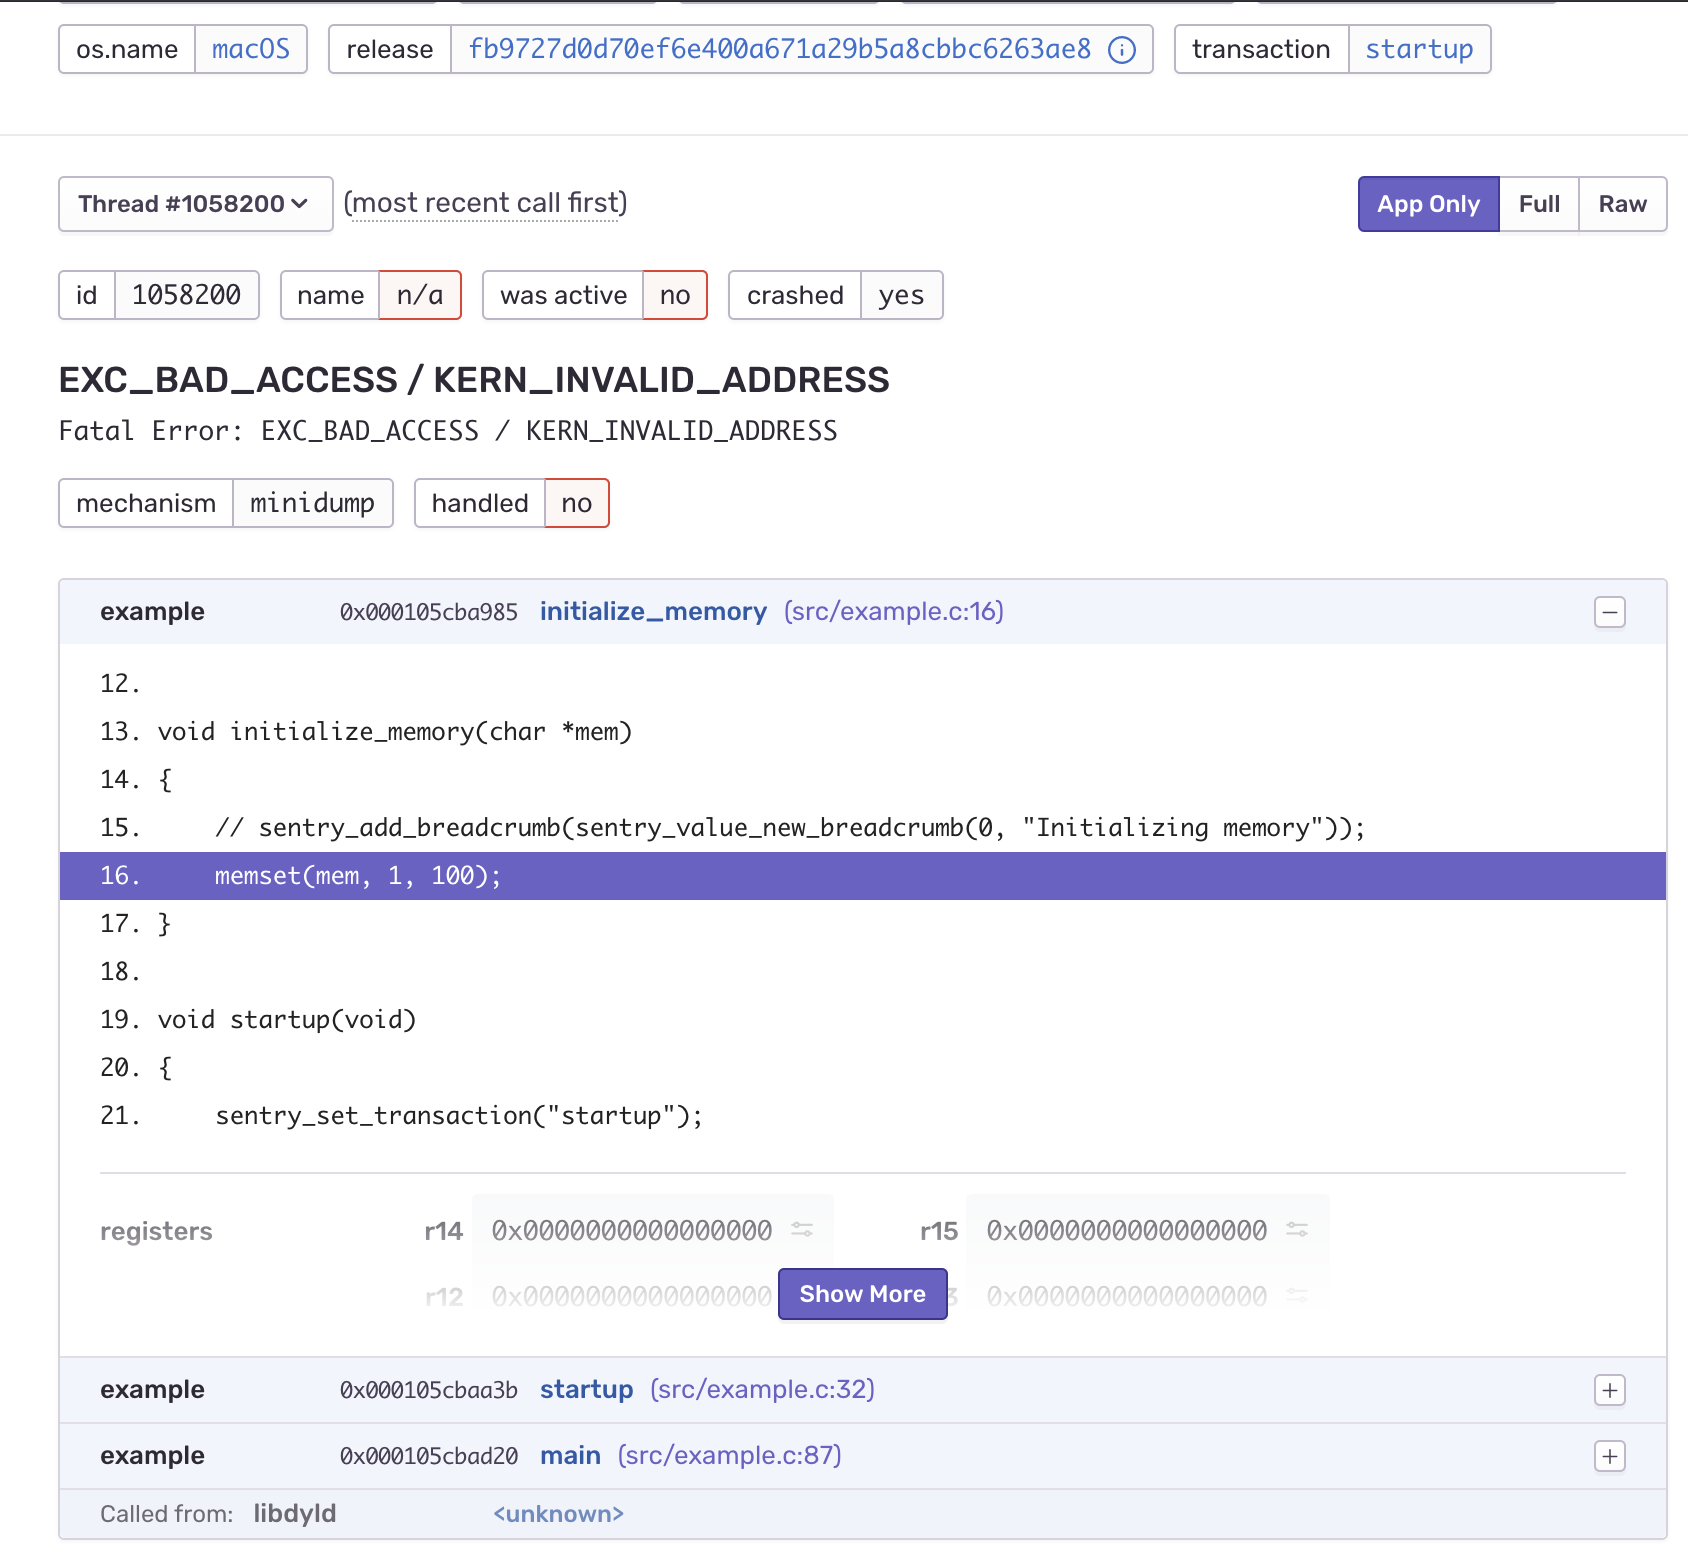 os.name macOS release fb9727d0d70ef6e400a671a29b5a8cbbc6263ae8 transaction startup
Thread #1058200 (most recent call first) App Only Full Raw
id 1058200 name n/a was active no crashed yes
EXC_BAD_ACCESS / KERN_INVALID_ADDRESS
Fatal Error: EXC_BAD_ACCESS / KERN_INVALID_ADDRESS
mechanism minidump handled no
example 0x000105cba985 initialize_memory (src/example.c:16)
12.
13. void initialize_memory(char *mem)
14. {
15.     // sentry_add_breadcrumb(sentry_value_new_breadcrumb(0, "Initializing memory"));
16.     memset(mem, 1, 100);
17. }
18.
19. void startup(void)
20. {
21.     sentry_set_transaction("startup");
registers r14 0x0000000000000000 r15 0x0000000000000000
r12 0x0000000000000000 Show More 3 0x0000000000000000
example 0x000105cbaa3b startup (src/example.c:32)
example 0x000105cbad20 main (src/example.c:87)
Called from: libdyld <unknown>